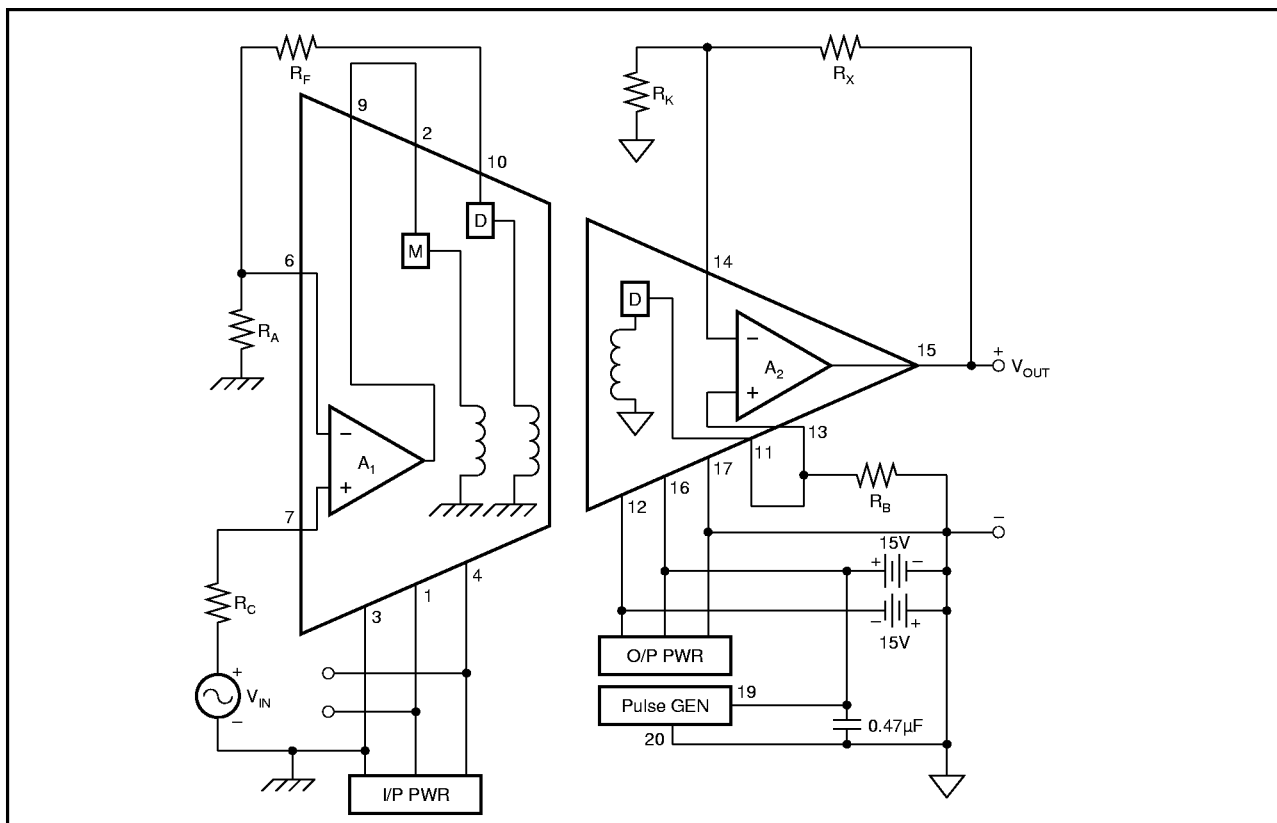 R_F
R_K
R_X
9
2
10
D
M
6
14
R_A
D
A_1
−
+
A_2
−
+
15
+
V_OUT
13
11
17
16
12
R_B
−
7
R_C
4
1
3
15V
+
−
−
+
15V
O/P PWR
19
Pulse GEN
0.47µF
20
+
V_IN
−
I/P PWR